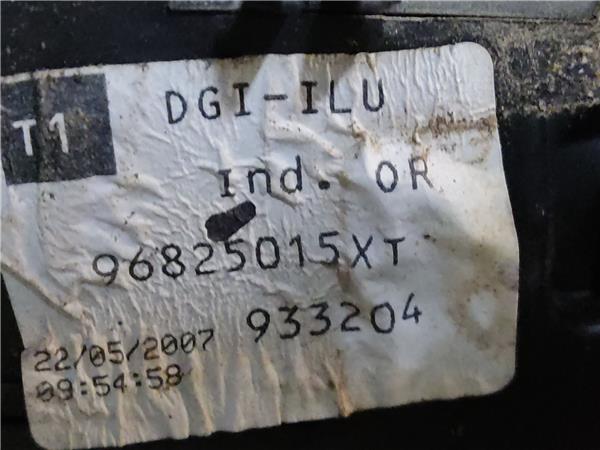 T1
DGI-ILU
Ind. OR
96825015XT
933204
22/05/2007
09:54:58